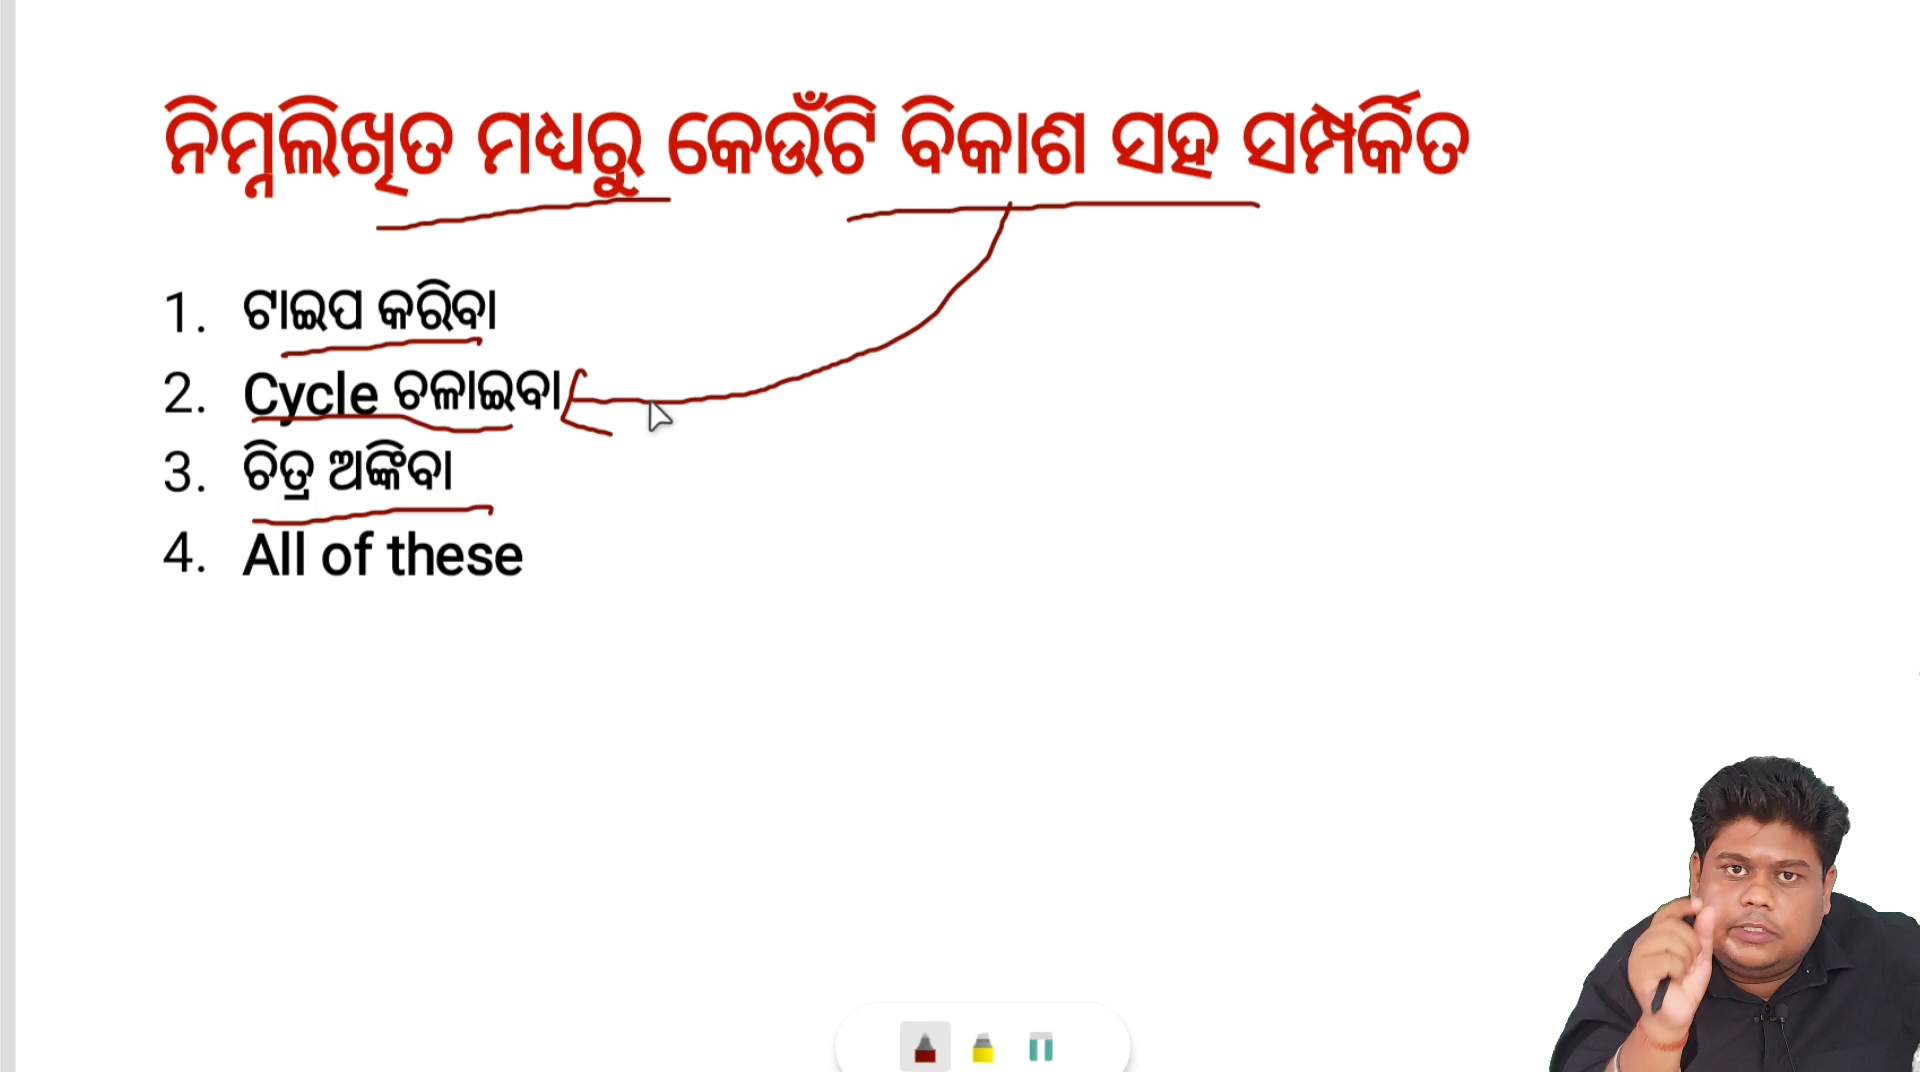 ନିମ୍ନଲିଖିତ ମଧ୍ୟରୁ କେଉଁଟି ବିକାଶ ସହ ସମ୍ପର୍କିତ
1. ଟାଇପ କରିବା
2. Cycle ଚଳାଇବା
3. ଚିତ୍ର ଅଙ୍କିବା
4. All of these